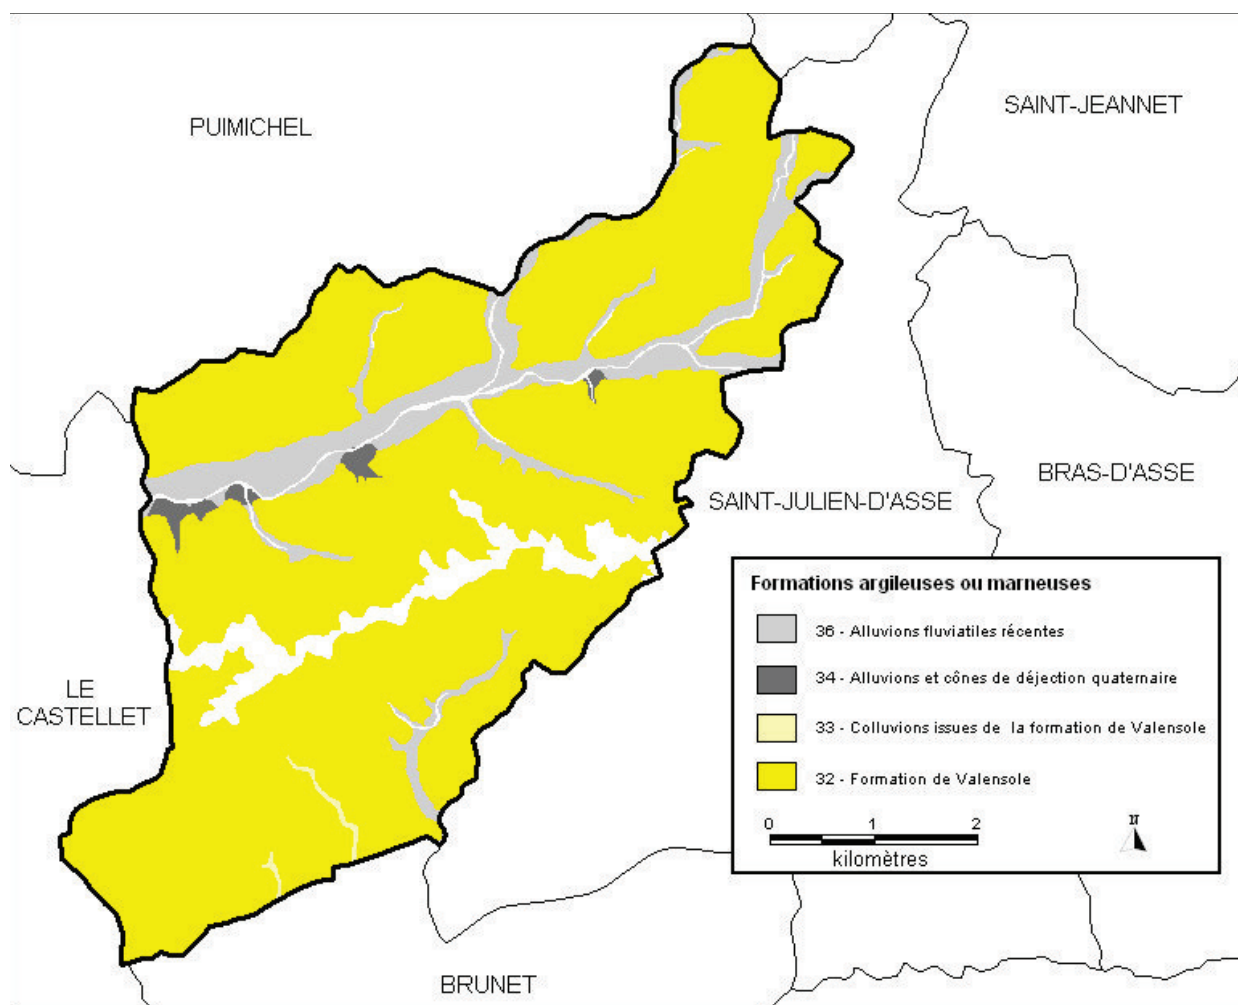 PUIMICHEL
SAINT-JEANNET
BRAS-D'ASSE
SAINT-JULIEN-D'ASSE
LE
CASTELLET
BRUNET
Formations argileuses ou marneuses
36 - Alluvions fluviatiles récentes
34 - Alluvions et cônes de déjection quaternaire
33 - Colluvions issues de la formation de Valensole
32 - Formation de Valensole
0 1 2
kilomètres
N